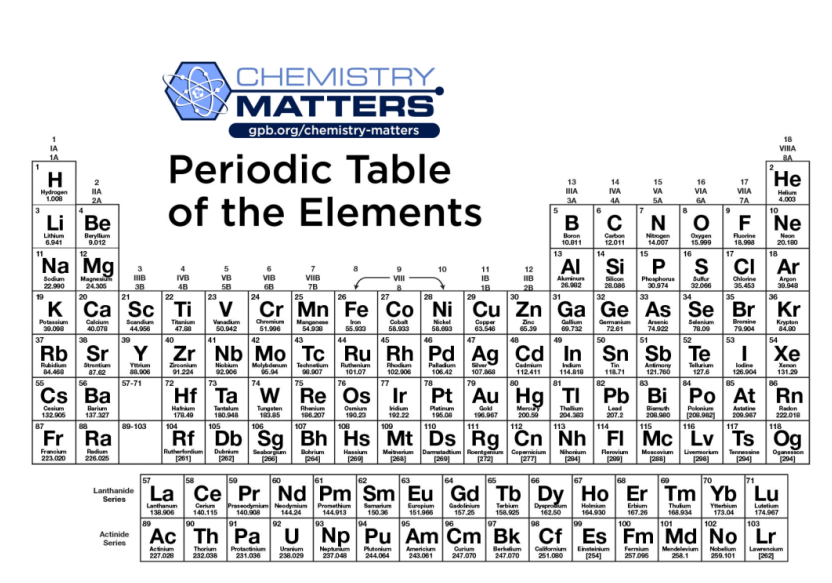 CHEMISTRY
MATTERS
gpb.org/chemistry-matters
Periodic Table
of the Elements
1 18
IA VIIIA
1A 8A
1 2
H He
Hydrogen Helium
1.008 4.003
2 13 14 15 16 17
IIA IIIA IVA VA VIA VIIA
2A 3A 4A 5A 6A 7A
3 4 5 6 7 8 9 10
Li Be B C N O F Ne
Lithium Beryllium Boron Carbon Nitrogen Oxygen Fluorine Neon
6.941 9.012 10.811 12.011 14.007 15.999 18.998 20.180
11 12 13 14 15 16 17 18
Na Mg Al Si P S Cl Ar
Sodium Magnesium Aluminum Silicon Phosphorus Sulfur Chlorine Argon
22.990 24.305 26.982 28.086 30.974 32.066 35.453 39.948
3 4 5 6 7 8 9 10 11 12
IIIB IVB VB VIB VIIB VIII IB IIB
3B 4B 5B 6B 7B 8 1B 2B
19 20 21 22 23 24 25 26 27 28 29 30 31 32 33 34 35 36
K Ca Sc Ti V Cr Mn Fe Co Ni Cu Zn Ga Ge As Se Br Kr
Potassium Calcium Scandium Titanium Vanadium Chromium Manganese Iron Cobalt Nickel Copper Zinc Gallium Germanium Arsenic Selenium Bromine Krypton
39.098 40.078 44.956 47.88 50.942 51.996 54.938 55.933 58.933 58.693 63.546 65.39 69.732 72.61 74.922 78.09 79.904 84.80
37 38 39 40 41 42 43 44 45 46 47 48 49 50 51 52 53 54
Rb Sr Y Zr Nb Mo Tc Ru Rh Pd Ag Cd In Sn Sb Te I Xe
Rubidium Strontium Yttrium Zirconium Niobium Molybdenum Technetium Ruthenium Rhodium Palladium Silver Cadmium Indium Tin Antimony Tellurium Iodine Xenon
84.468 87.62 88.906 91.224 92.906 95.94 98.907 101.07 102.906 106.42 107.868 112.411 114.818 118.71 121.760 127.6 126.904 131.29
55 56 57-71 72 73 74 75 76 77 78 79 80 81 82 83 84 85 86
Cs Ba Hf Ta W Re Os Ir Pt Au Hg Tl Pb Bi Po At Rn
Cesium Barium Hafnium Tantalum Tungsten Rhenium Osmium Iridium Platinum Gold Mercury Thallium Lead Bismuth Polonium Astatine Radon
132.905 137.327 178.49 180.948 183.85 186.207 190.23 192.22 195.08 196.967 200.59 204.383 207.2 208.980 [208.982] 209.987 222.018
87 88 89-103 104 105 106 107 108 109 110 111 112 113 114 115 116 117 118
Fr Ra Rf Db Sg Bh Hs Mt Ds Rg Cn Nh Fl Mc Lv Ts Og
Francium Radium Rutherfordium Dubnium Seaborgium Bohrium Hassium Meitnerium Darmstadtium Roentgenium Copernicium Nihonium Flerovium Moscovium Livermorium Tennessine Oganesson
223.020 226.025 [261] [262] [266] [264] [269] [268] [269] [272] [277] [284] [289] [288] [298] [294] [294]
Lanthanide
Series
57 58 59 60 61 62 63 64 65 66 67 68 69 70 71
La Ce Pr Nd Pm Sm Eu Gd Tb Dy Ho Er Tm Yb Lu
Lanthanum Cerium Praseodymium Neodymium Promethium Samarium Europium Gadolinium Terbium Dysprosium Holmium Erbium Thulium Ytterbium Lutetium
138.906 140.115 140.908 144.24 144.913 150.36 151.966 157.25 158.925 162.50 164.930 167.26 168.934 173.04 174.967
Actinide
Series
89 90 91 92 93 94 95 96 97 98 99 100 101 102 103
Ac Th Pa U Np Pu Am Cm Bk Cf Es Fm Md No Lr
Actinium Thorium Protactinium Uranium Neptunium Plutonium Americium Curium Berkelium Californium Einsteinium Fermium Mendelevium Nobelium Lawrencium
227.028 232.038 231.036 238.029 237.048 244.064 243.061 247.070 247.070 251.080 [254] 257.095 258.1 259.101 [262]